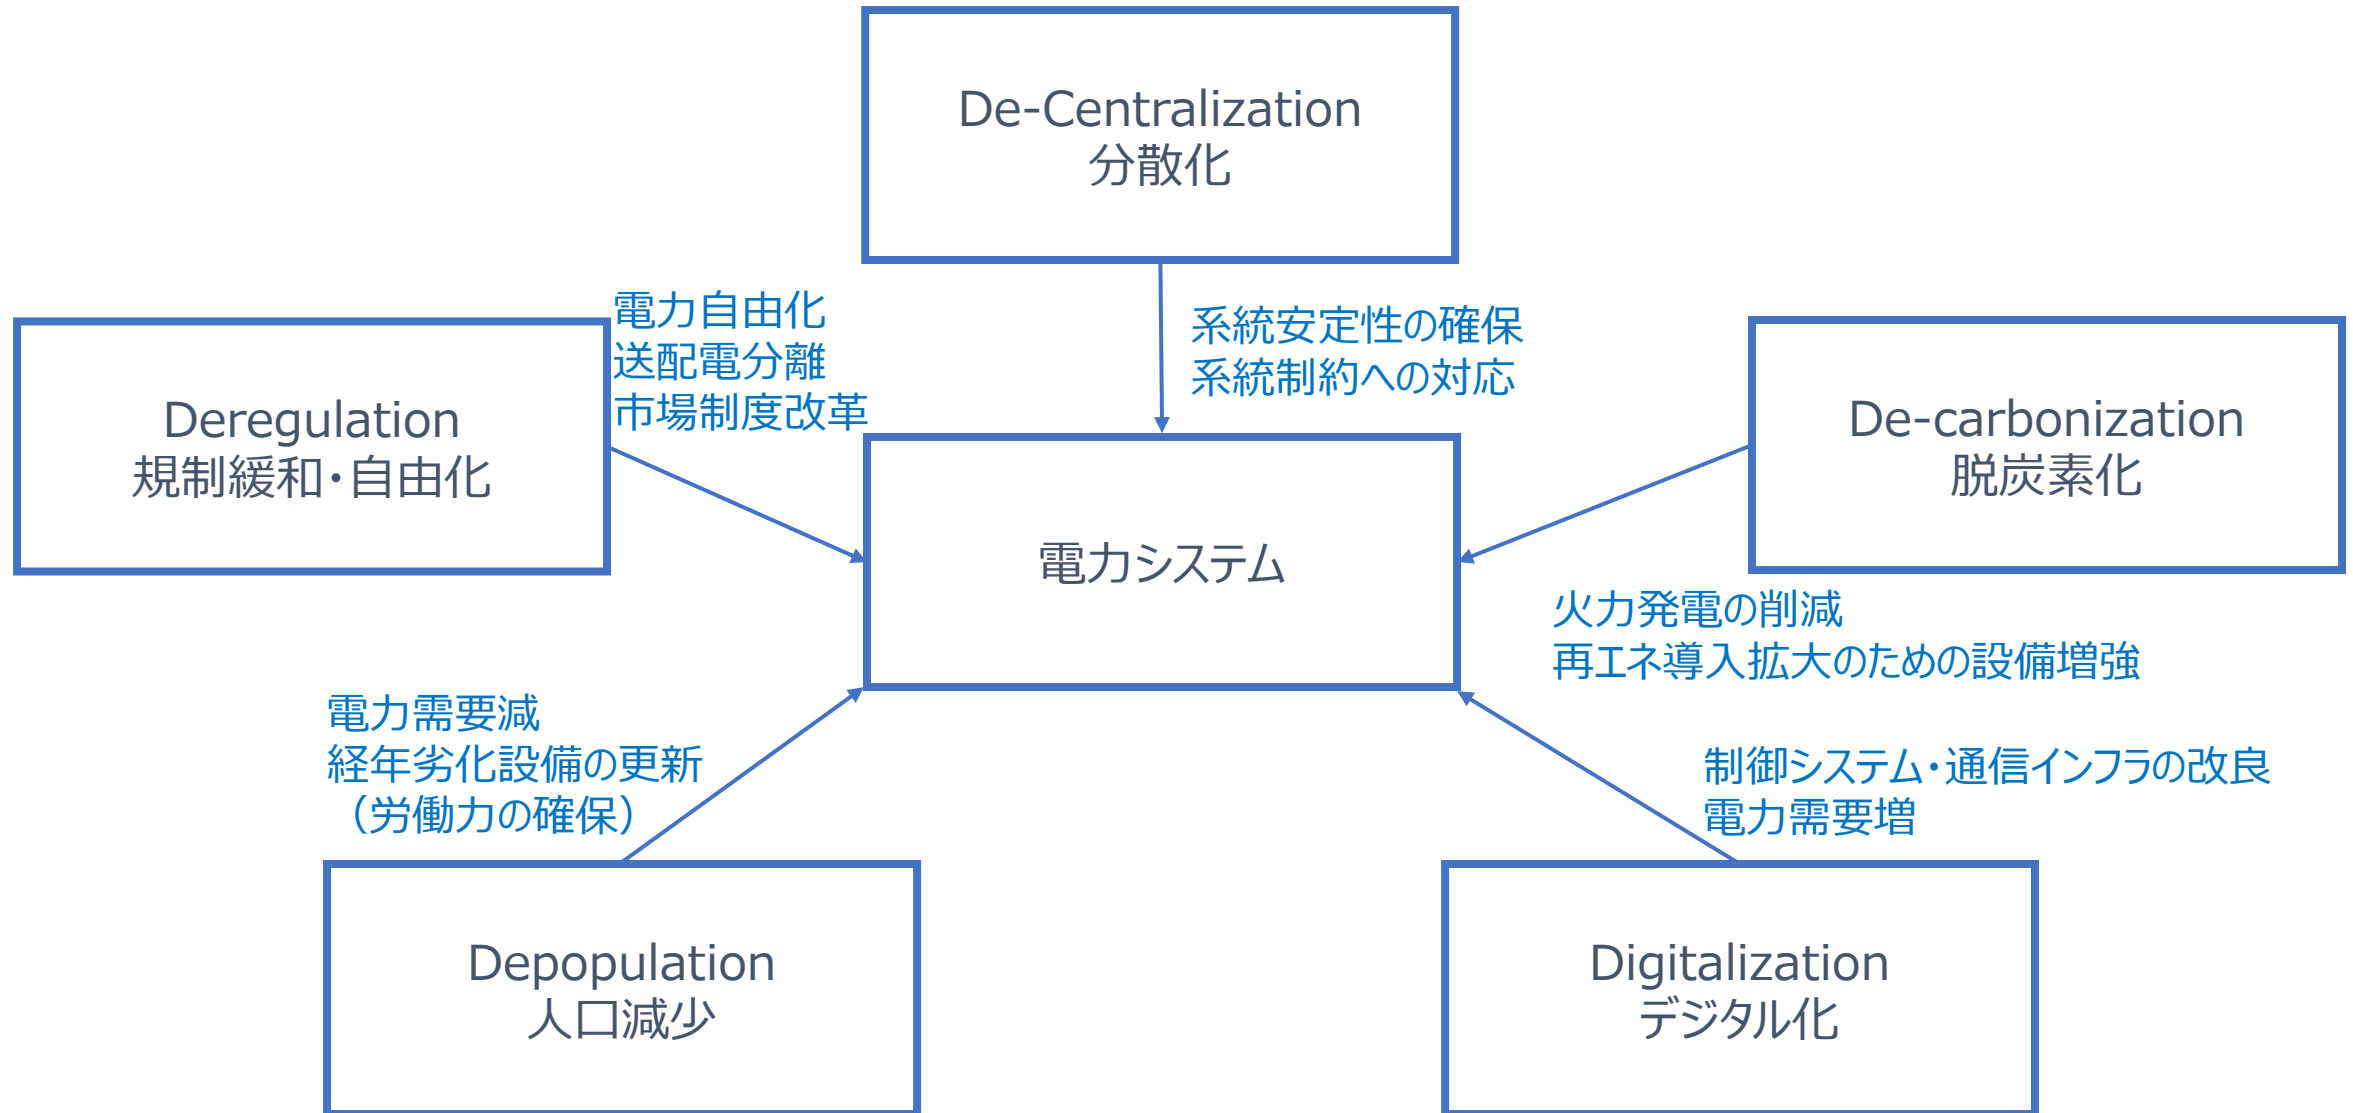 De-Centralization
分散化
電力自由化
送配電分離
市場制度改革
系統安定性の確保
系統制約への対応
Deregulation
規制緩和・自由化
De-carbonization
脱炭素化
電力システム
火力発電の削減
再エネ導入拡大のための設備増強
電力需要減
経年劣化設備の更新
（労働力の確保）
制御システム・通信インフラの改良
電力需要増
Depopulation
人口減少
Digitalization
デジタル化